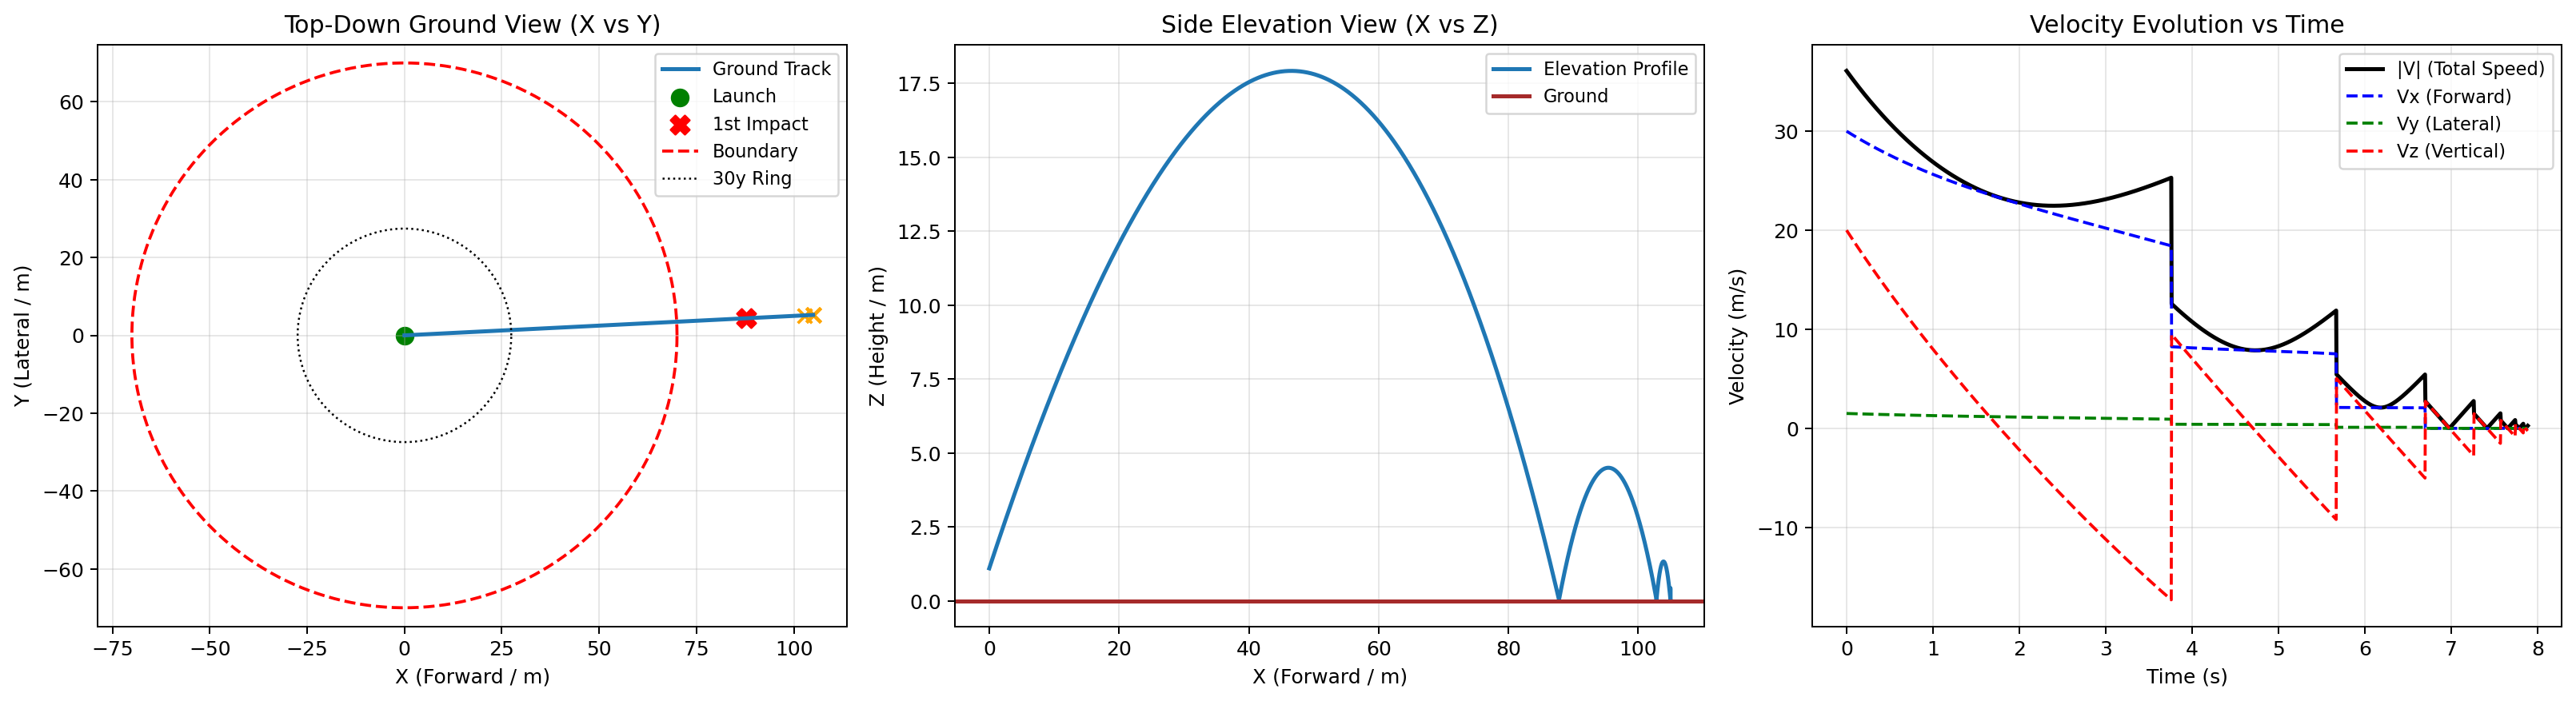 Top-Down Ground View (X vs Y)
Y (Lateral / m)
60
40
20
0
−20
−40
−60
−75
−50
−25
0
25
50
75
100
X (Forward / m)
Ground Track
Launch
1st Impact
Boundary
30y Ring
Side Elevation View (X vs Z)
Z (Height / m)
17.5
15.0
12.5
10.0
7.5
5.0
2.5
0.0
0
20
40
60
80
100
X (Forward / m)
Elevation Profile
Ground
Velocity Evolution vs Time
Velocity (m/s)
30
20
10
0
−10
0
1
2
3
4
5
6
7
8
Time (s)
|V| (Total Speed)
Vx (Forward)
Vy (Lateral)
Vz (Vertical)